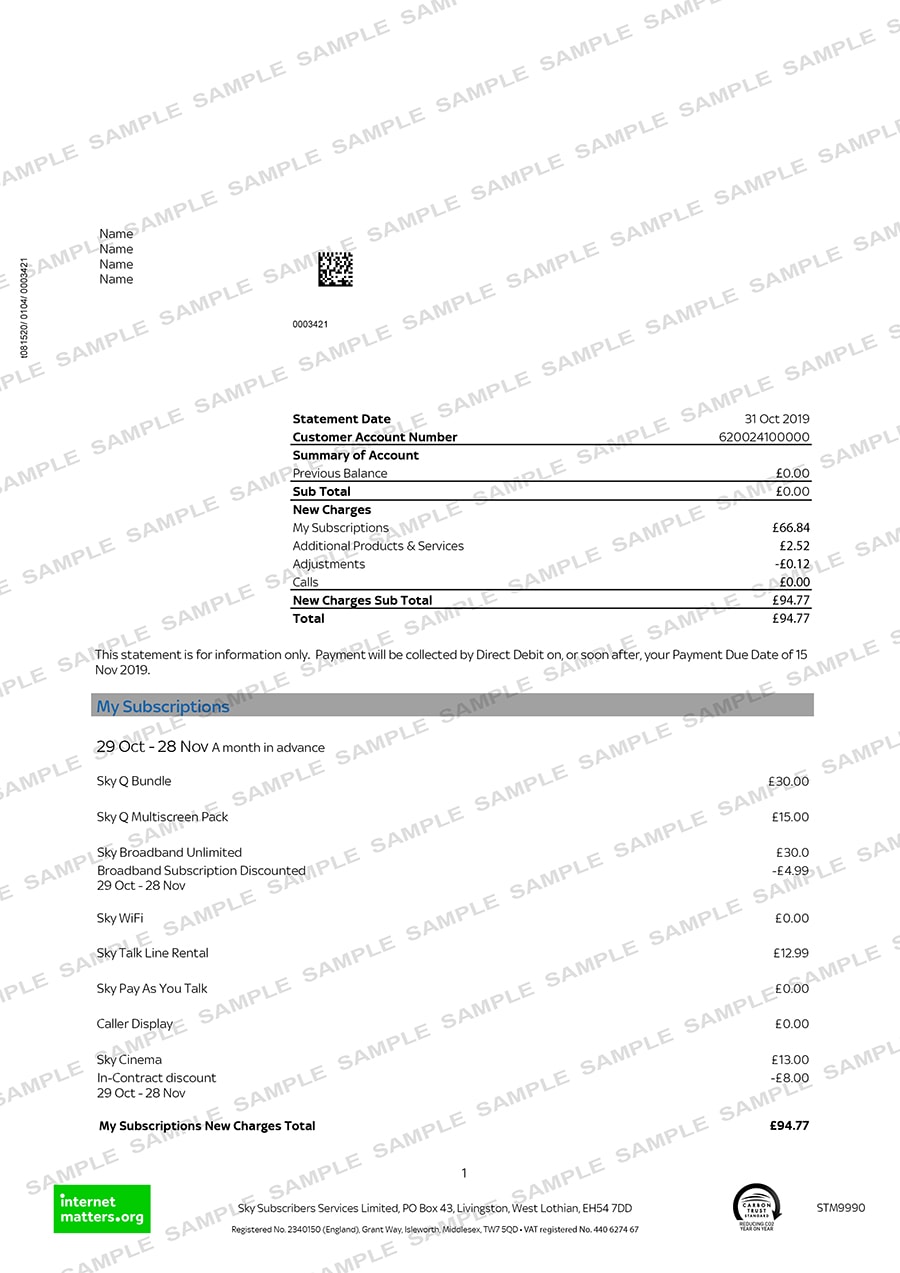 Name
Name
Name
Name
t081520/ 0104/ 0003421
0003421
Statement Date 31 Oct 2019
Customer Account Number 620024100000
Summary of Account
Previous Balance £0.00
Sub Total £0.00
New Charges
My Subscriptions £66.84
Additional Products & Services £2.52
Adjustments -£0.12
Calls £0.00
New Charges Sub Total £94.77
Total £94.77
This statement is for information only. Payment will be collected by Direct Debit on, or soon after, your Payment Due Date of 15
Nov 2019.
My Subscriptions
29 Oct - 28 Nov A month in advance
Sky Q Bundle £30.00
Sky Q Multiscreen Pack £15.00
Sky Broadband Unlimited £30.0
Broadband Subscription Discounted -£4.99
29 Oct - 28 Nov
Sky WiFi £0.00
Sky Talk Line Rental £12.99
Sky Pay As You Talk £0.00
Caller Display £0.00
Sky Cinema £13.00
In-Contract discount -£8.00
29 Oct - 28 Nov
My Subscriptions New Charges Total £94.77
1
internet
matters.org
Sky Subscribers Services Limited, PO Box 43, Livingston, West Lothian, EH54 7DD
Registered No. 2340150 (England), Grant Way, Isleworth, Middlesex, TW7 5QD • VAT registered No. 440 6274 67
CARBON
TRUST
STANDARD
REDUCING CO2
YEAR ON YEAR
STM9990
SAMPLE